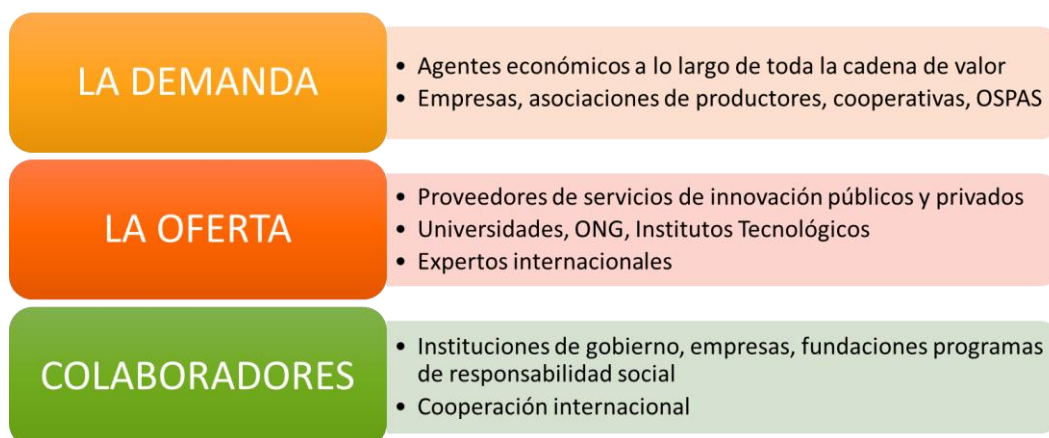 LA DEMANDA
• Agentes económicos a lo largo de toda la cadena de valor
• Empresas, asociaciones de productores, cooperativas, OSPAS
LA OFERTA
• Proveedores de servicios de innovación públicos y privados
• Universidades, ONG, Institutos Tecnológicos
• Expertos internacionales
COLABORADORES
• Instituciones de gobierno, empresas, fundaciones programas
de responsabilidad social
• Cooperación internacional